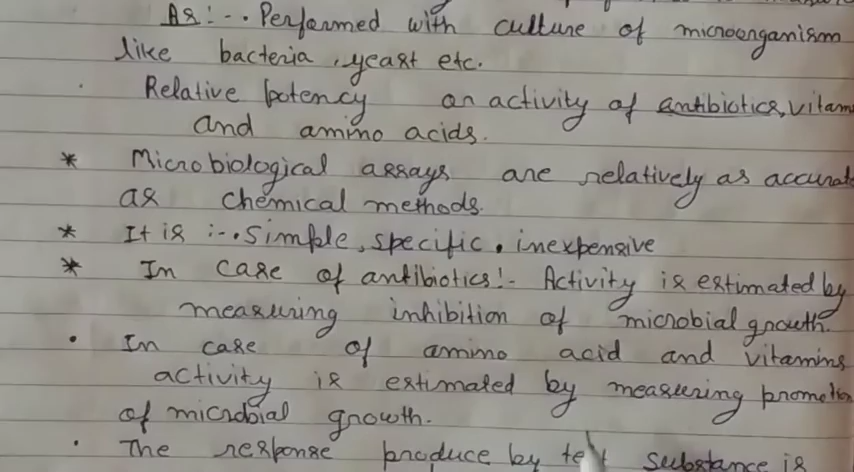 As:-. Performed with culture of microorganism
like bacteria, yeast etc.
Relative potency on activity of antibiotics, vitam
and amino acids.
* Microbiological assays are relatively as accurat
as chemical methods.
* It is :-. Simple, specific, inexpensive
* In case of antibiotics:- Activity is estimated by
measuring inhibition of microbial growth.
• In case of amino acid and vitamins
activity is estimated by measuring promotion
of microbial growth.
• The response produce by test substance is